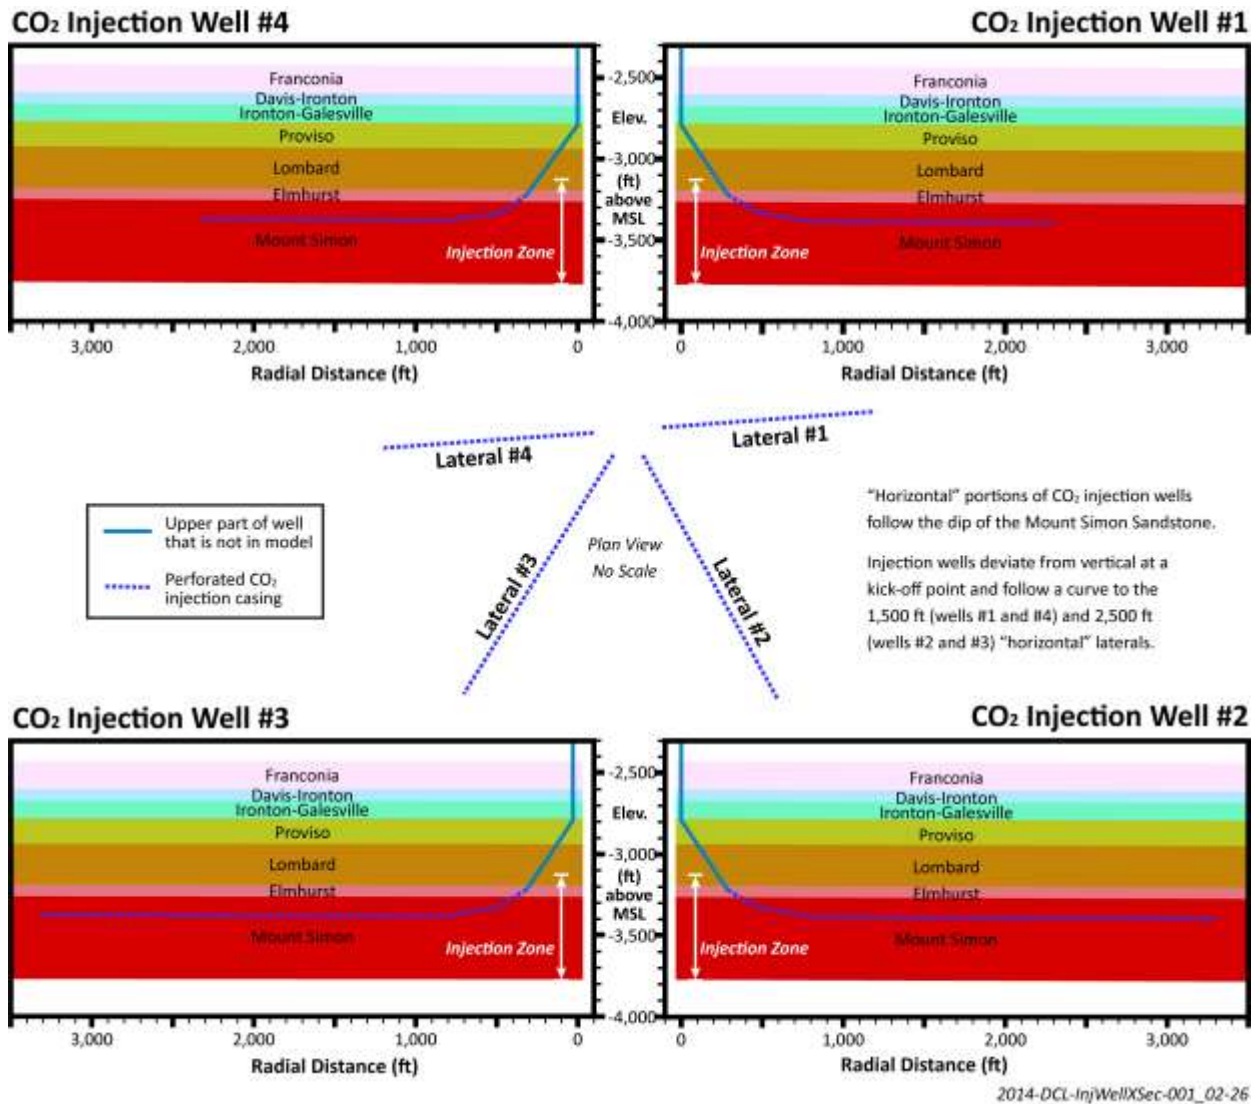 CO₂ Injection Well #4
CO₂ Injection Well #1
Franconia
Davis-Ironton
Ironton-Galesville
Proviso
Lombard
Elmhurst
Mount Simon
Injection Zone
-2,500
Elev.
-3,000
(ft)
above
MSL
-3,500
-4,000
Franconia
Davis-Ironton
Ironton-Galesville
Proviso
Lombard
Elmhurst
Mount Simon
Injection Zone
3,000 2,000 1,000 0
Radial Distance (ft)
0 1,000 2,000 3,000
Radial Distance (ft)
Lateral #4
Lateral #1
Lateral #3
Lateral #2
Plan View
No Scale
Upper part of well
that is not in model
Perforated CO₂
injection casing
"Horizontal" portions of CO₂ injection wells
follow the dip of the Mount Simon Sandstone.
Injection wells deviate from vertical at a
kick-off point and follow a curve to the
1,500 ft (wells #1 and #4) and 2,500 ft
(wells #2 and #3) "horizontal" laterals.
CO₂ Injection Well #3
CO₂ Injection Well #2
Franconia
Davis-Ironton
Ironton-Galesville
Proviso
Lombard
Elmhurst
Mount Simon
Injection Zone
-2,500
Elev.
-3,000
(ft)
above
MSL
-3,500
-4,000
Franconia
Davis-Ironton
Ironton-Galesville
Proviso
Lombard
Elmhurst
Mount Simon
Injection Zone
3,000 2,000 1,000 0
Radial Distance (ft)
0 1,000 2,000 3,000
Radial Distance (ft)
2014-DCL-InjWellXSec-001_02-26